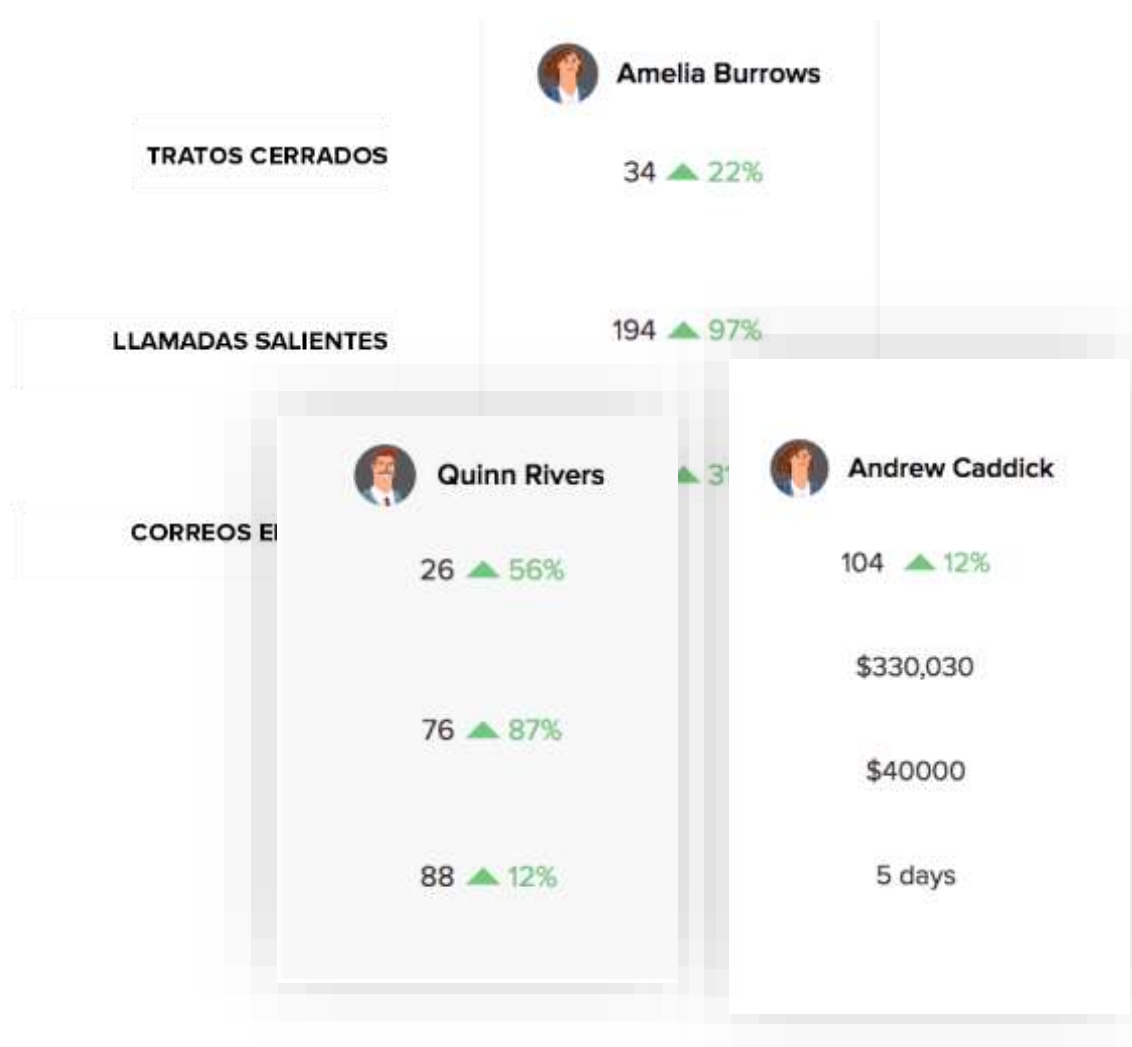 Amelia Burrows
TRATOS CERRADOS
34 22%
LLAMADAS SALIENTES
194 97%
CORREOS
Quinn Rivers
26 56%
76 87%
88 12%
Andrew Caddick
104 12%
$330,030
$40000
5 days